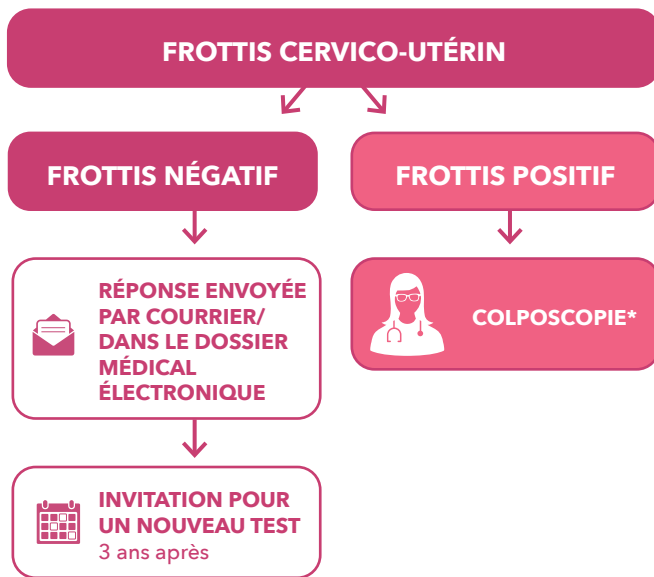 FROTTIS CERVICO-UTÉRIN
FROTTIS NÉGATIF
FROTTIS POSITIF
RÉPONSE ENVOYÉE
PAR COURRIER/
DANS LE DOSSIER
MÉDICAL
ÉLECTRONIQUE
COLPOSCOPIE*
INVITATION POUR
UN NOUVEAU TEST
3 ans après